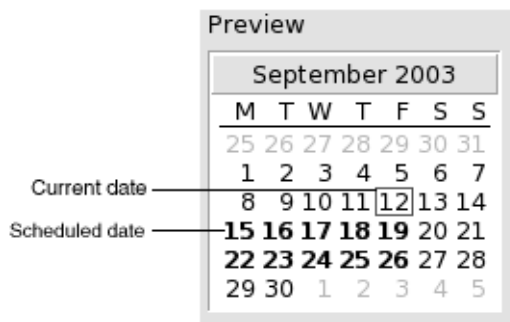 Preview
September 2003
M T W T F S S
25 26 27 28 29 30 31
1 2 3 4 5 6 7
Current date
8 9 10 11 12 13 14
Scheduled date
15 16 17 18 19 20 21
22 23 24 25 26 27 28
29 30 1 2 3 4 5